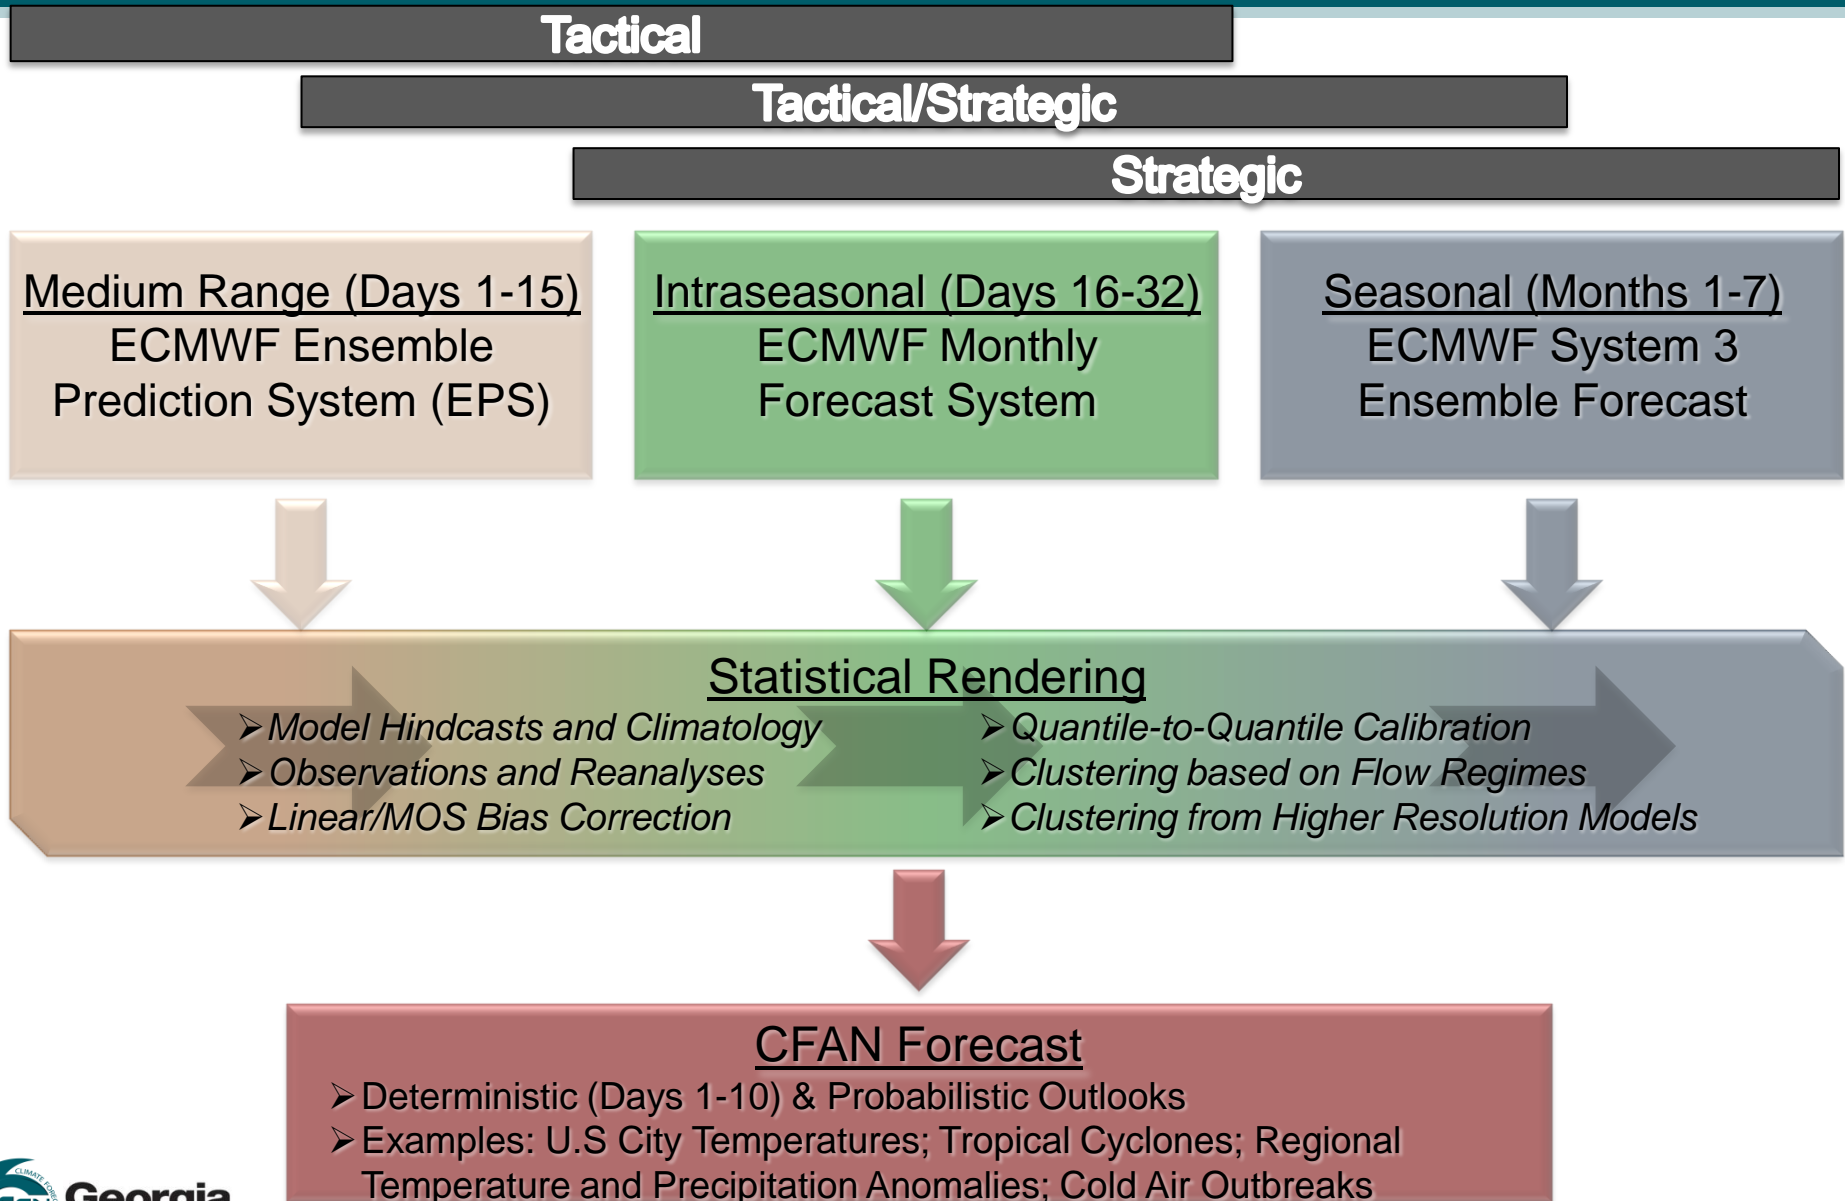 Tactical
Tactical/Strategic
Strategic
Medium Range (Days 1-15)
ECMWF Ensemble
Prediction System (EPS)
Intraseasonal (Days 16-32)
ECMWF Monthly
Forecast System
Seasonal (Months 1-7)
ECMWF System 3
Ensemble Forecast
Statistical Rendering
➢Model Hindcasts and Climatology
➢Observations and Reanalyses
➢Linear/MOS Bias Correction
➢Quantile-to-Quantile Calibration
➢Clustering based on Flow Regimes
➢Clustering from Higher Resolution Models
CFAN Forecast
➢Deterministic (Days 1-10) & Probabilistic Outlooks
➢Examples: U.S City Temperatures; Tropical Cyclones; Regional
Temperature and Precipitation Anomalies; Cold Air Outbreaks
Georgia